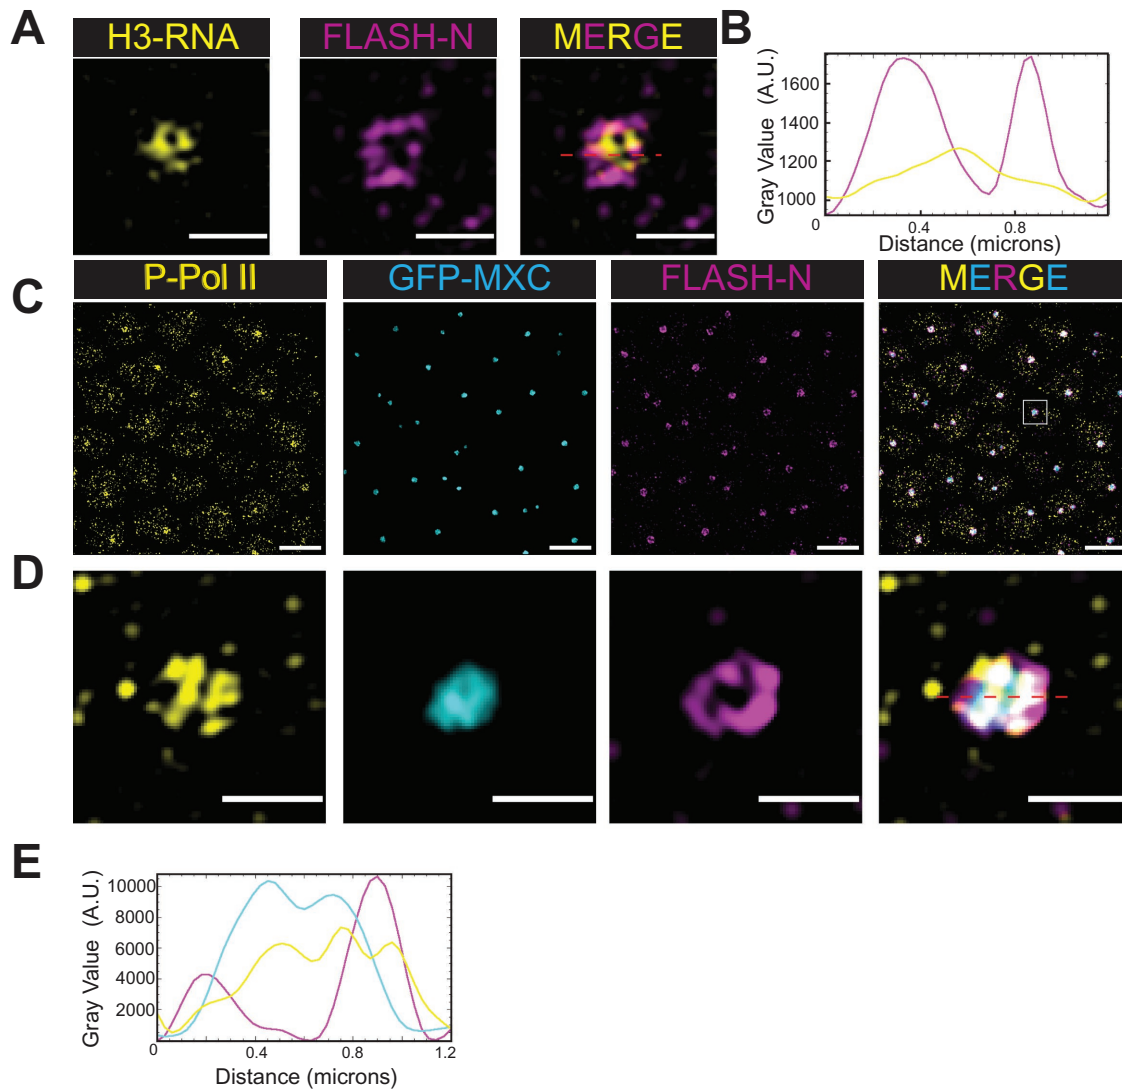 A
H3-RNA
FLASH-N
MERGE
B
Gray Value (A.U.)
1600
1400
1200
1000
0
0.4
0.8
Distance (microns)
C
P-Pol II
GFP-MXC
FLASH-N
MERGE
D
E
Gray Value (A.U.)
10000
8000
6000
4000
2000
0
0.4
0.8
1.2
Distance (microns)